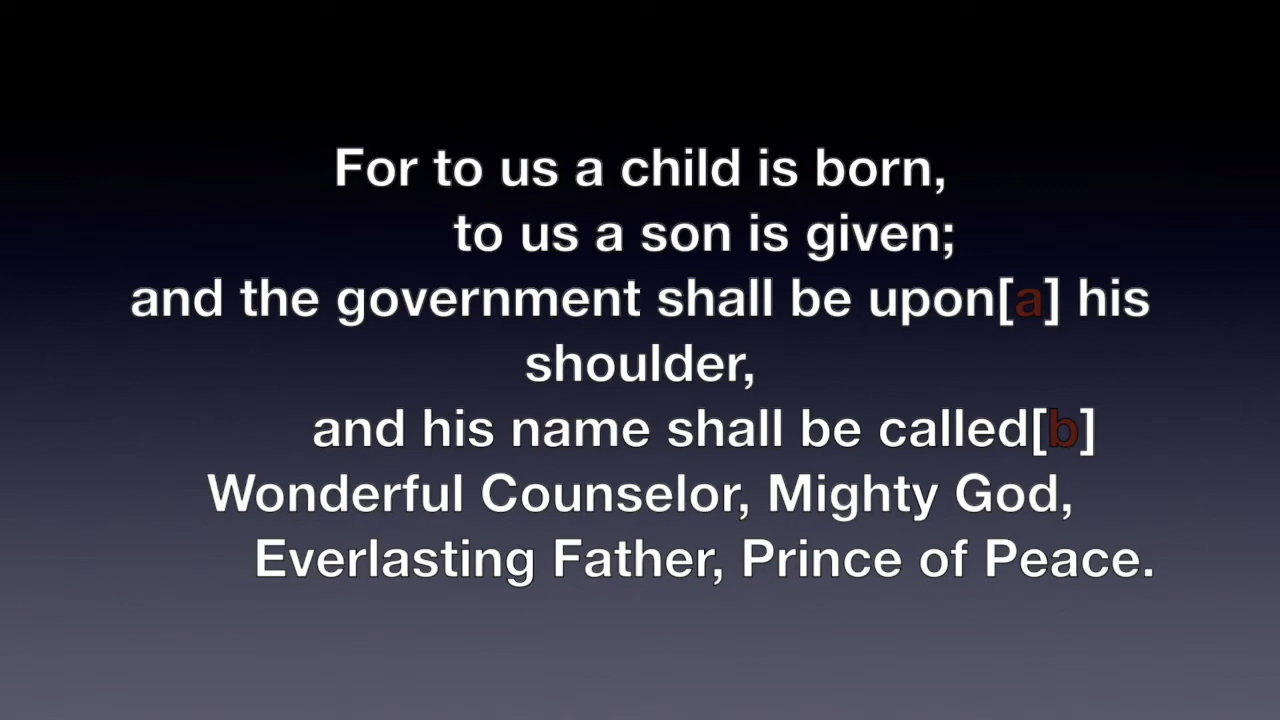 For to us a child is born,
to us a son is given;
and the government shall be upon[a] his
shoulder,
and his name shall be called[b]
Wonderful Counselor, Mighty God,
Everlasting Father, Prince of Peace.